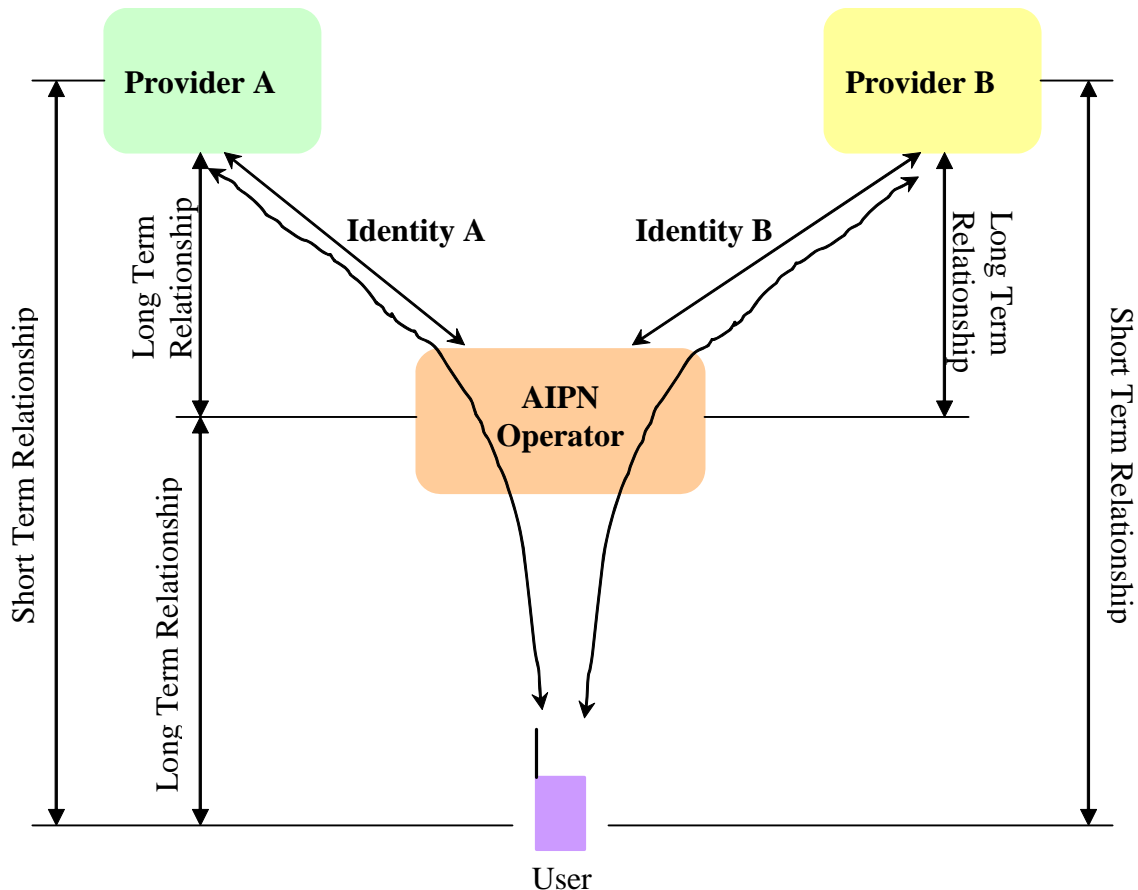 Provider A
Provider B
Identity A
Identity B
Long Term
Relationship
Long Term
Relationship
AIPN
Operator
Short Term Relationship
Long Term Relationship
Short Term Relationship
User